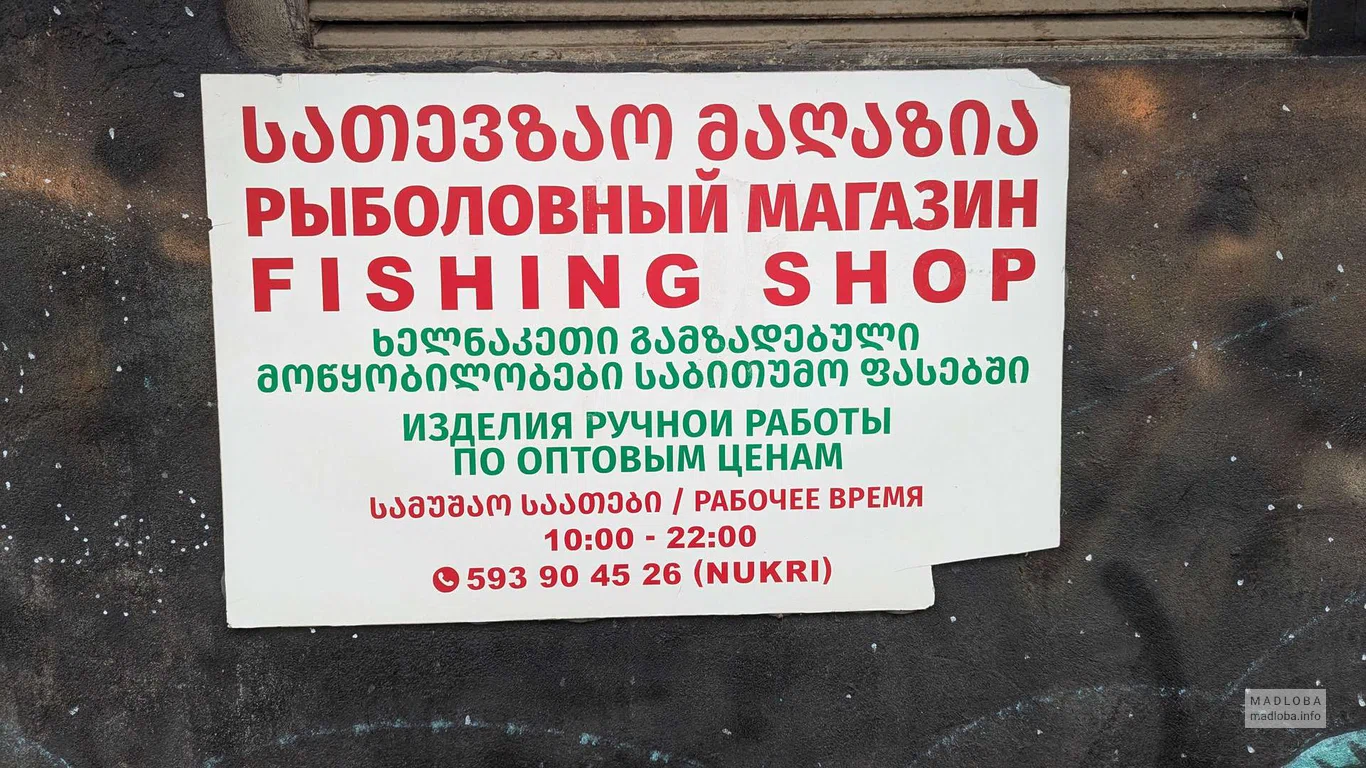 სათევზაო მაღაზია
РЫБОЛОВНЫЙ МАГАЗИН
FISHING SHOP
ხელნაკეთი გამზადებული
მოწყობილობები საბითუმო ფასებში
ИЗДЕЛИЯ РУЧНОИ РАБОТЫ
ПО ОПТОВЫМ ЦЕНАМ
სამუშაო საათები / РАБОЧЕЕ ВРЕМЯ
10:00 - 22:00
593 90 45 26 (NUKRI)
MADLOBA
madloba.info